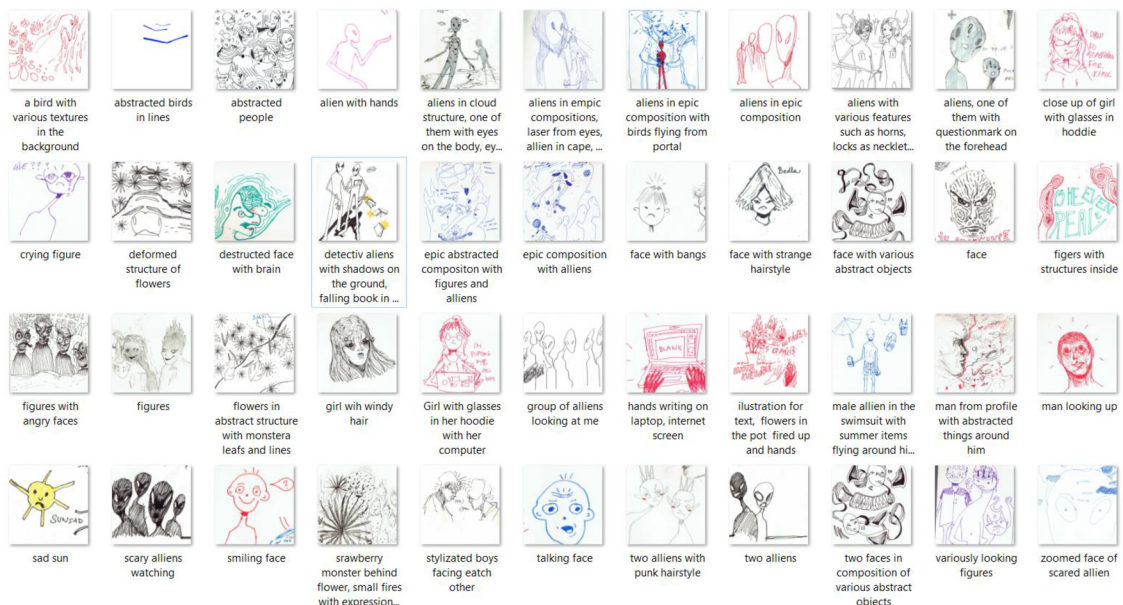 a bird with
various textures
in the
background
abstracted birds
in lines
abstracted
people
alien with hands
aliens in cloud
structure, one of
them with eyes
on the body, ey...
aliens in empic
compositions,
laser from eyes,
allien in cape, ...
aliens in epic
composition with
birds flying from
portal
aliens in epic
composition
aliens with
various features
such as horns,
locks as necklet...
aliens, one of
them with
questionmark on
the forehead
close up of girl
with glasses in
hoddie
crying figure
deformed
structure of
flowers
destructed face
with brain
detectiv aliens
with shadows on
the ground,
falling book in ...
epic abstracted
compositon with
figures and
alliens
epic composition
with alliens
face with bangs
face with strange
hairstyle
face with various
abstract objects
face
figers with
structures inside
figures with
angry faces
figures
flowers in
abstract structure
with monstera
leafs and lines
girl wih windy
hair
Girl with glasses
in her hoodie
with her
computer
group of alliens
looking at me
BLANK
hands writing on
laptop, internet
screen
ilustration for
text, flowers in
the pot fired up
and hands
male allien in the
swimsuit with
summer items
flying around hi...
man from profile
with abstracted
things around
him
man looking up
SUNSAD
sad sun
scary alliens
watching
?
smiling face
srawberry
monster behind
flower, small fires
with expression...
stylizated boys
facing eatch
other
talking face
two alliens with
punk hairstyle
two alliens
two faces in
composition of
various abstract
objects
variously looking
figures
zoomed face of
scared allien